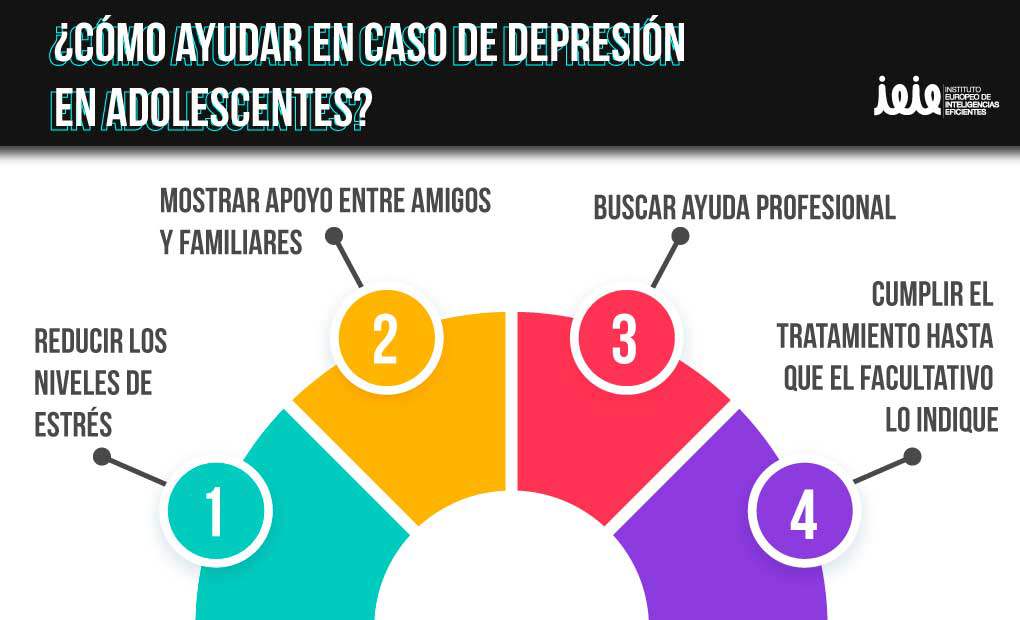 ¿CÓMO AYUDAR EN CASO DE DEPRESIÓN
EN ADOLESCENTES?
ieie
INSTITUTO
EUROPEO DE
INTELIGENCIAS
EFICIENTES
REDUCIR LOS
NIVELES DE
ESTRÉS
1
MOSTRAR APOYO ENTRE AMIGOS
Y FAMILIARES
2
BUSCAR AYUDA PROFESIONAL
3
CUMPLIR EL
TRATAMIENTO HASTA
QUE EL FACULTATIVO
LO INDIQUE
4